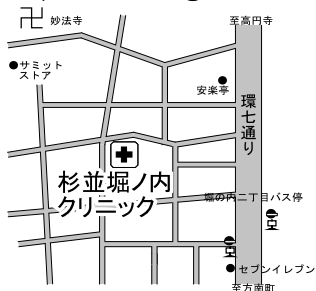 卍 妙法寺
至高円寺
サミット
ストア
安楽亭
環七通り
杉並堀ノ内
クリニック
堀の内二丁目バス停
セブンイレブン
至方南町